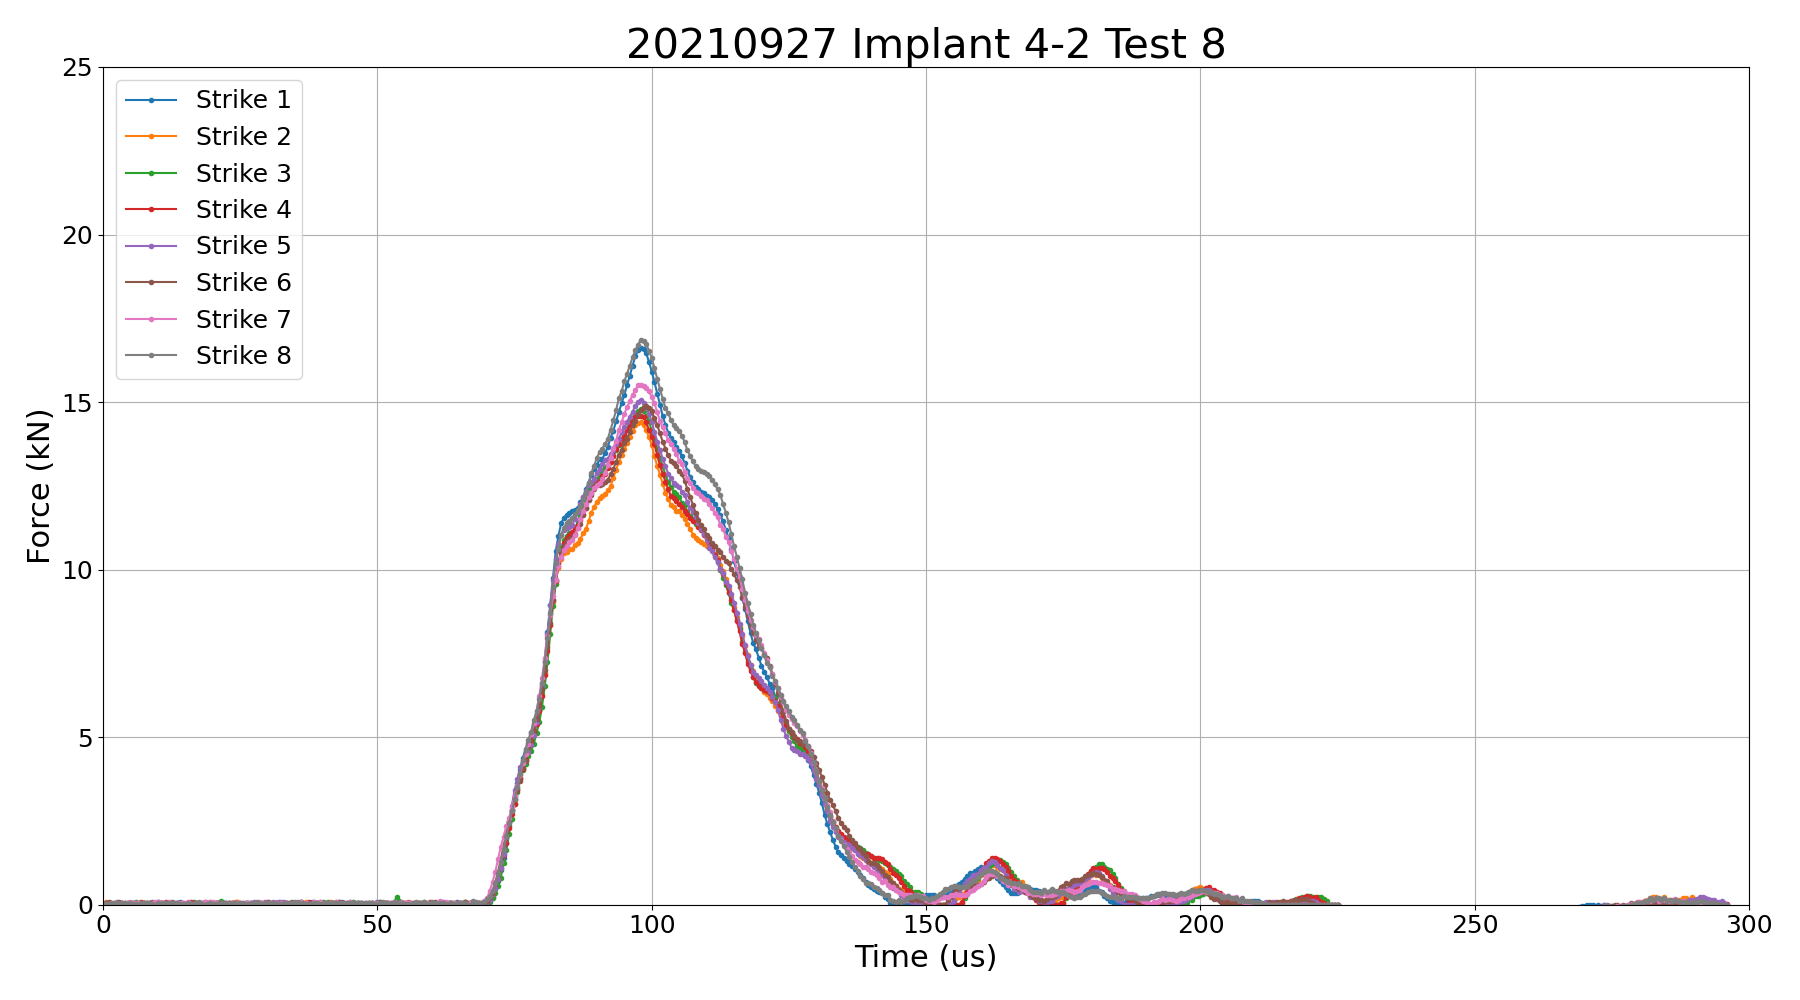 20210927 Implant 4-2 Test 8
25
20
15
10
5
0
Force (kN)
Strike 1
Strike 2
Strike 3
Strike 4
Strike 5
Strike 6
Strike 7
Strike 8
0 50 100 150 200 250 300
Time (us)